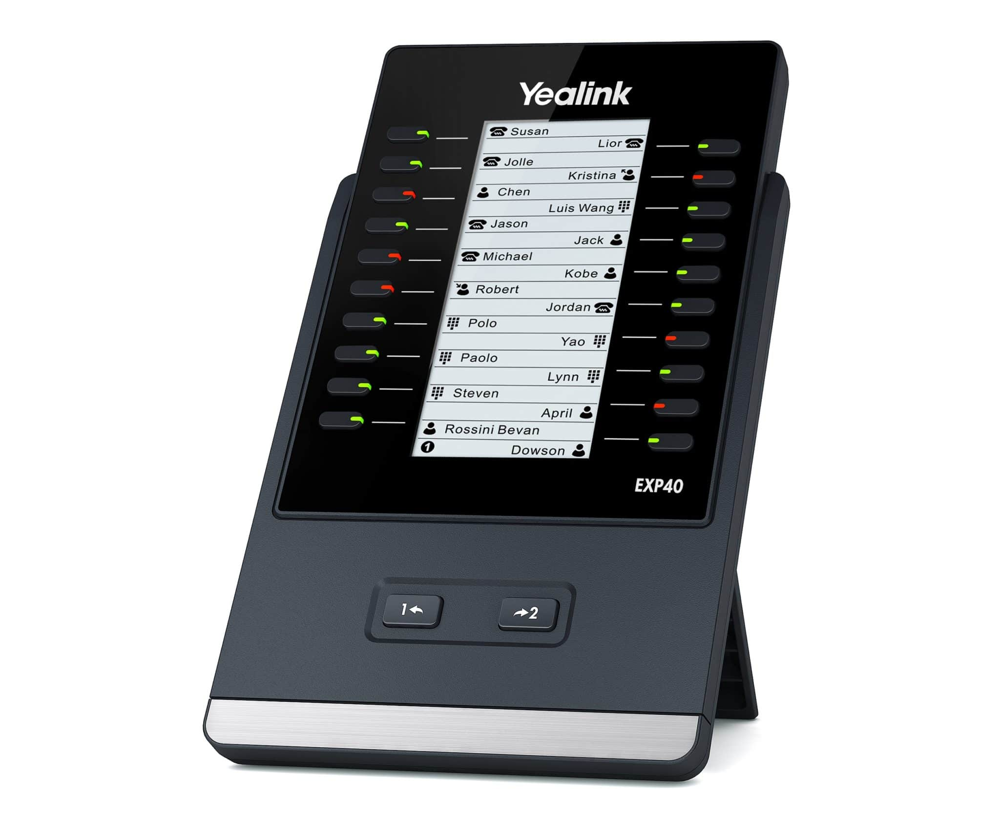 Yealink
Susan
Lior
Jolle
Kristina
Chen
Luis Wang
Jason
Jack
Michael
Kobe
Robert
Jordan
Polo
Yao
Paolo
Lynn
Steven
April
Rossini Bevan
1 Dowson
EXP40
1 2